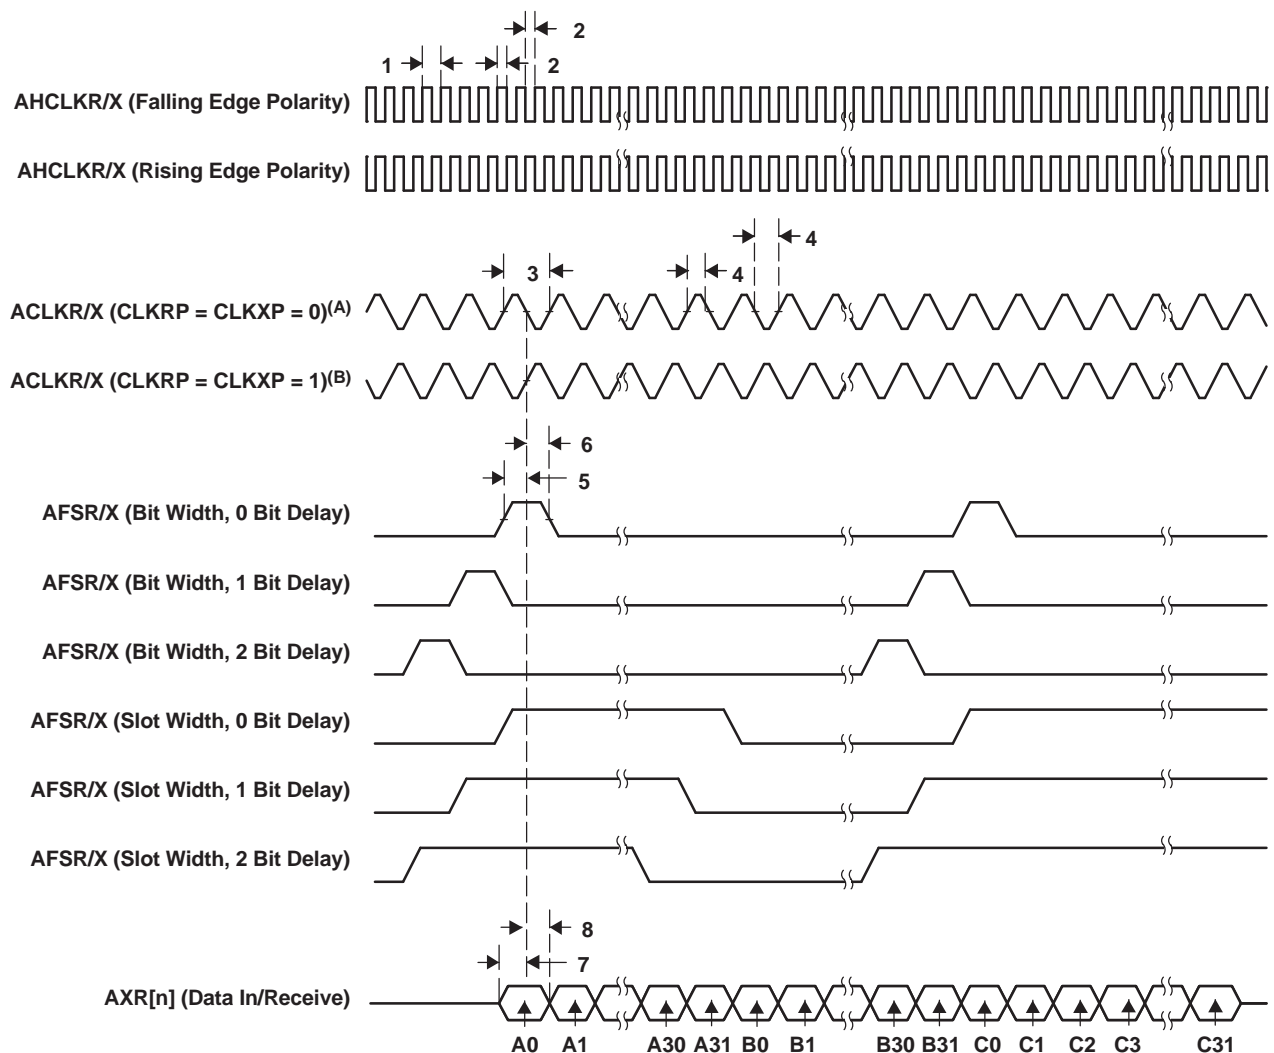 2
1
2
AHCLKR/X (Falling Edge Polarity)
AHCLKR/X (Rising Edge Polarity)
4
3
4
ACLKR/X (CLKRP = CLKXP = 0)(A)
ACLKR/X (CLKRP = CLKXP = 1)(B)
6
5
AFSR/X (Bit Width, 0 Bit Delay)
AFSR/X (Bit Width, 1 Bit Delay)
AFSR/X (Bit Width, 2 Bit Delay)
AFSR/X (Slot Width, 0 Bit Delay)
AFSR/X (Slot Width, 1 Bit Delay)
AFSR/X (Slot Width, 2 Bit Delay)
8
7
AXR[n] (Data In/Receive)
A0 A1 A30 A31 B0 B1 B30 B31 C0 C1 C2 C3 C31